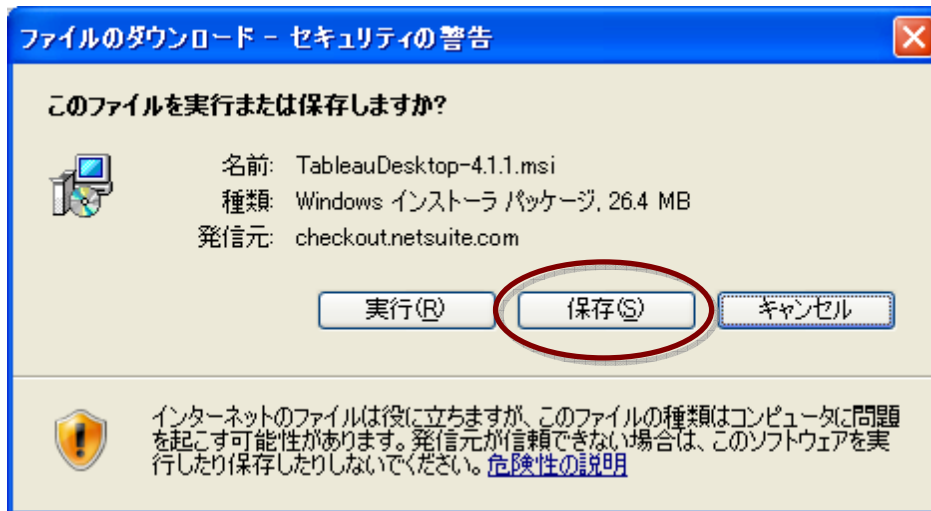 ファイルのダウンロード - セキュリティの警告
このファイルを実行または保存しますか?
名前: TableauDesktop-4.1.1.msi
種類: Windows インストーラ パッケージ, 26.4 MB
発信元: checkout.netsuite.com
実行(R) 保存(S) キャンセル
インターネットのファイルは役に立ちますが、このファイルの種類はコンピュータに問題
を起こす可能性があります。発信元が信頼できない場合は、このソフトウェアを実
行したり保存したりしないでください。危険性の説明